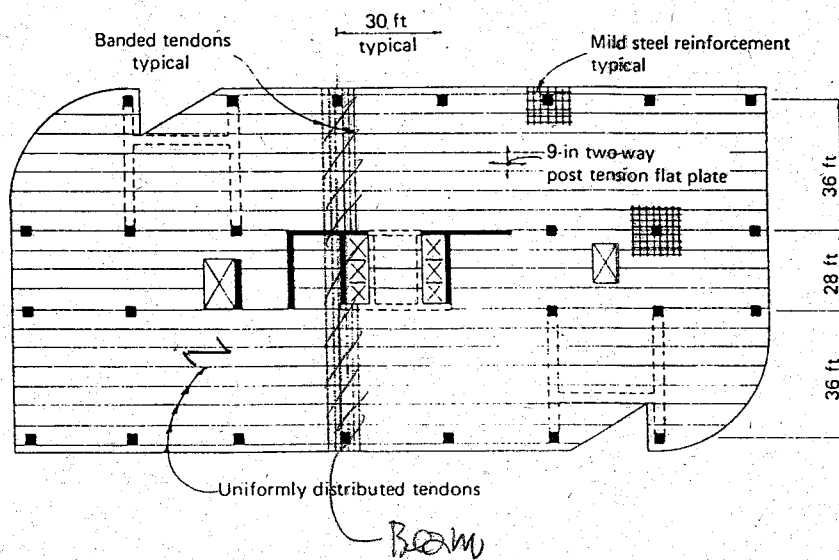 30 ft
typical
Banded tendons
typical
Mild steel reinforcement
typical
9-in two-way
post tension flat plate
36 ft
28 ft
36 ft
Uniformly distributed tendons
Beam